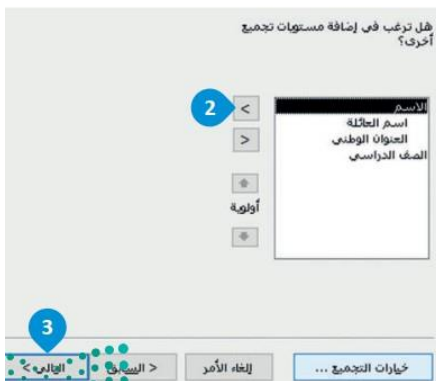 هل ترغب في إضافة مستويات تجميع
أخرى؟
2
<
>
الاسم
اسم العائلة
العنوان الوطني
الصف الدراسي
أولوية
3
خيارات التجميع ...
إلغاء الأمر
< السابق
التالي >